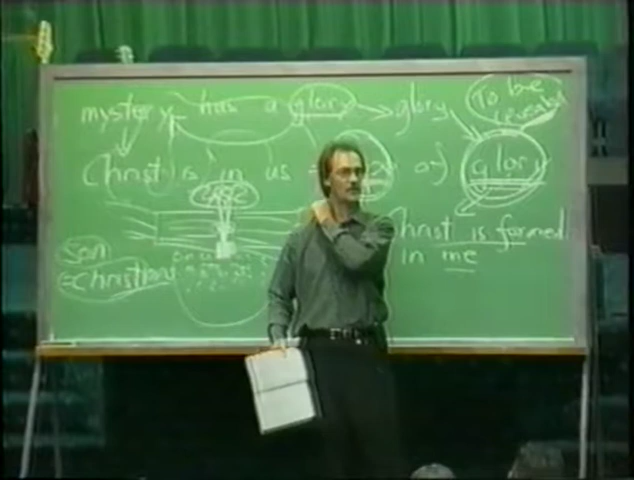 mystery has a glory → glory To be revealed
Christ is in us of glory
Son Christ is formed
=Christians in me